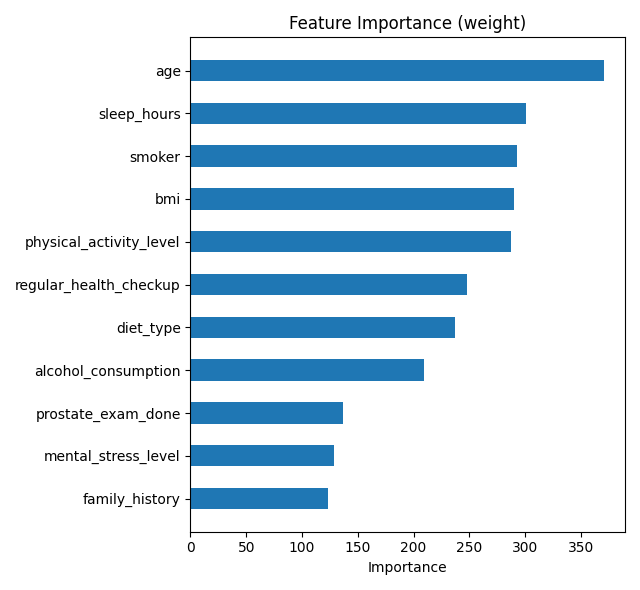 Feature Importance (weight)
age
sleep_hours
smoker
bmi
physical_activity_level
regular_health_checkup
diet_type
alcohol_consumption
prostate_exam_done
mental_stress_level
family_history
0 50 100 150 200 250 300 350
Importance